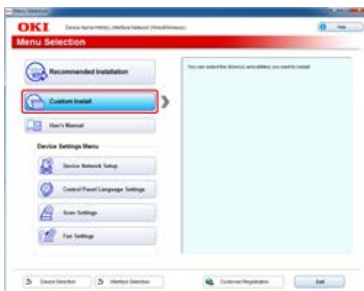 OKI
Menu Selection
Recommended Installation
Custom Install
User's Manual
Device Settings Menu
Device Network Setup
Control Panel Language Settings
Scan Settings
Fax Settings
You can select the driver(s) and utilities you want to install.
Device Selection
Interface Selection
Customer Registration
Exit